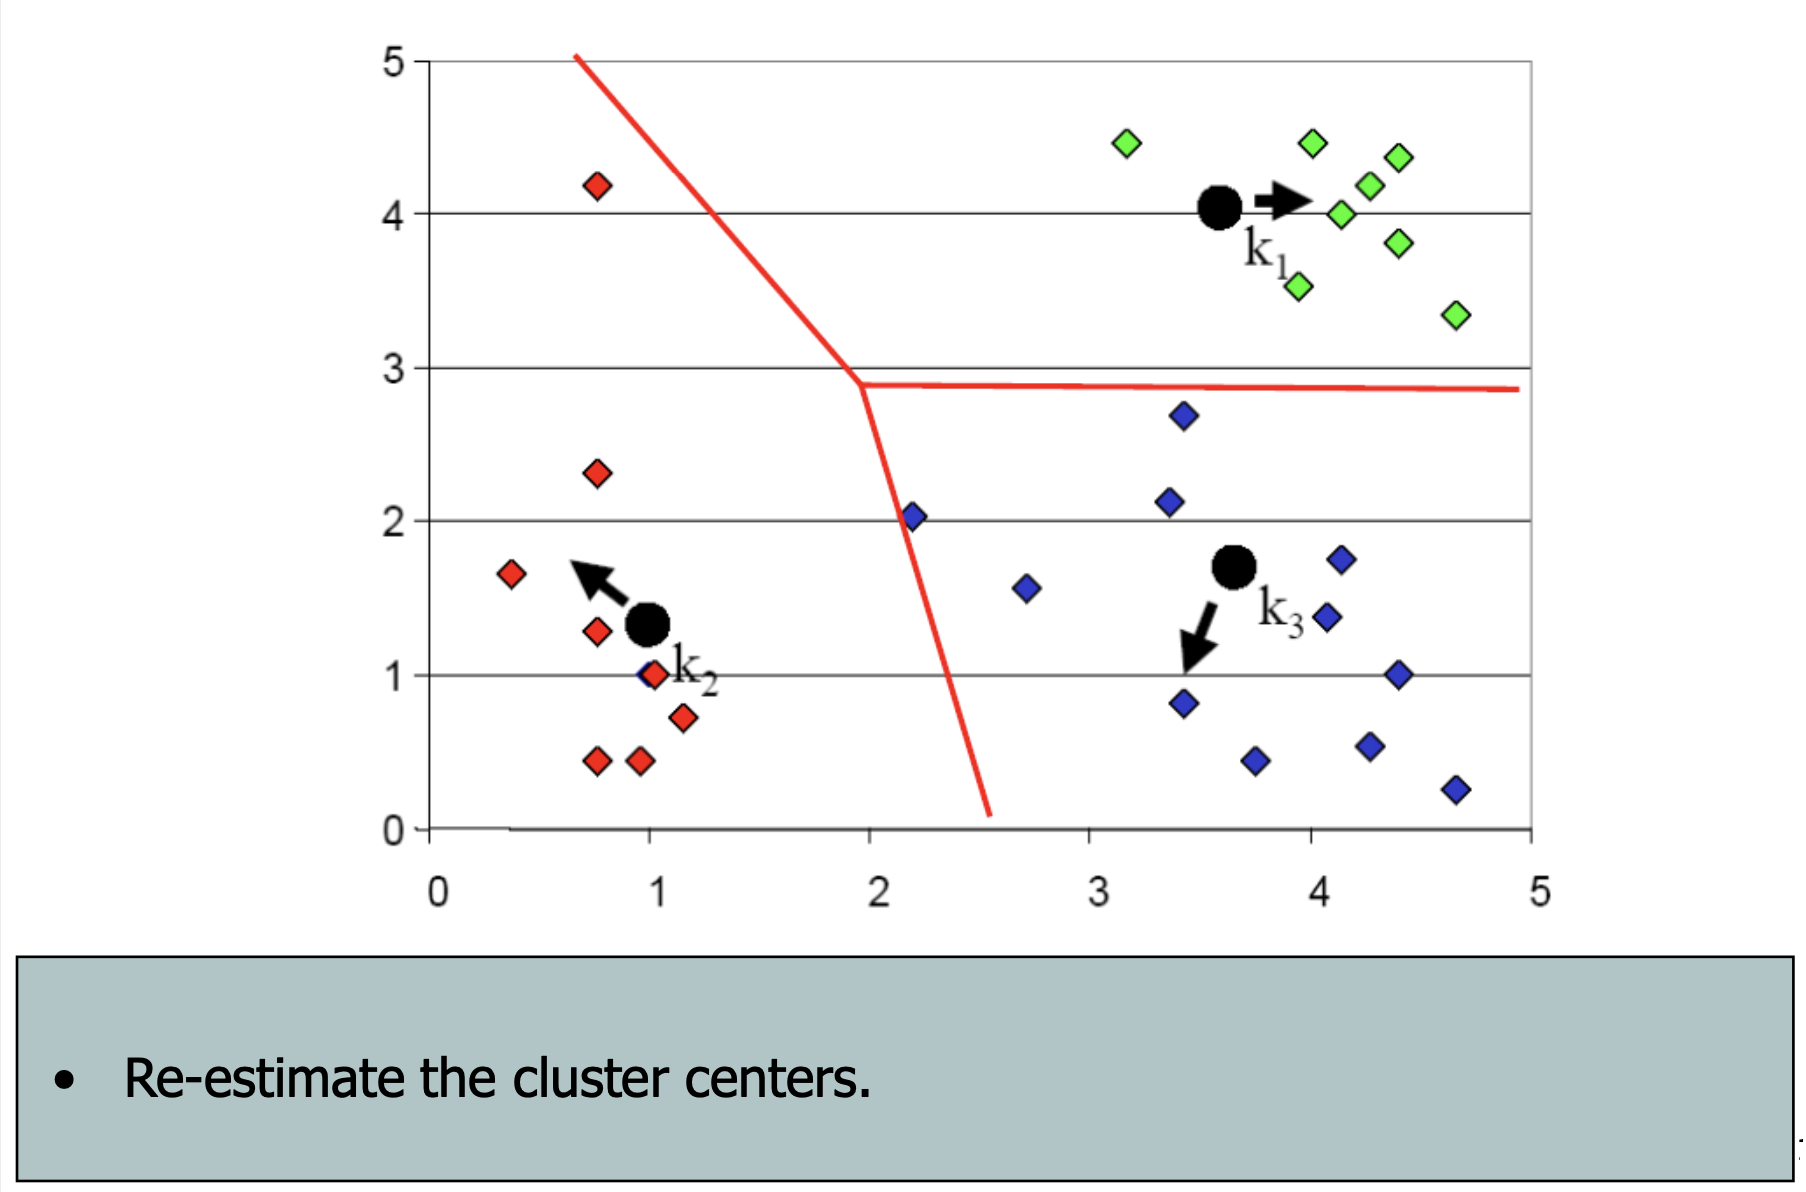 5
4
k₁
3
2
k₃
1
k₂
0
0 1 2 3 4 5
• Re-estimate the cluster centers.